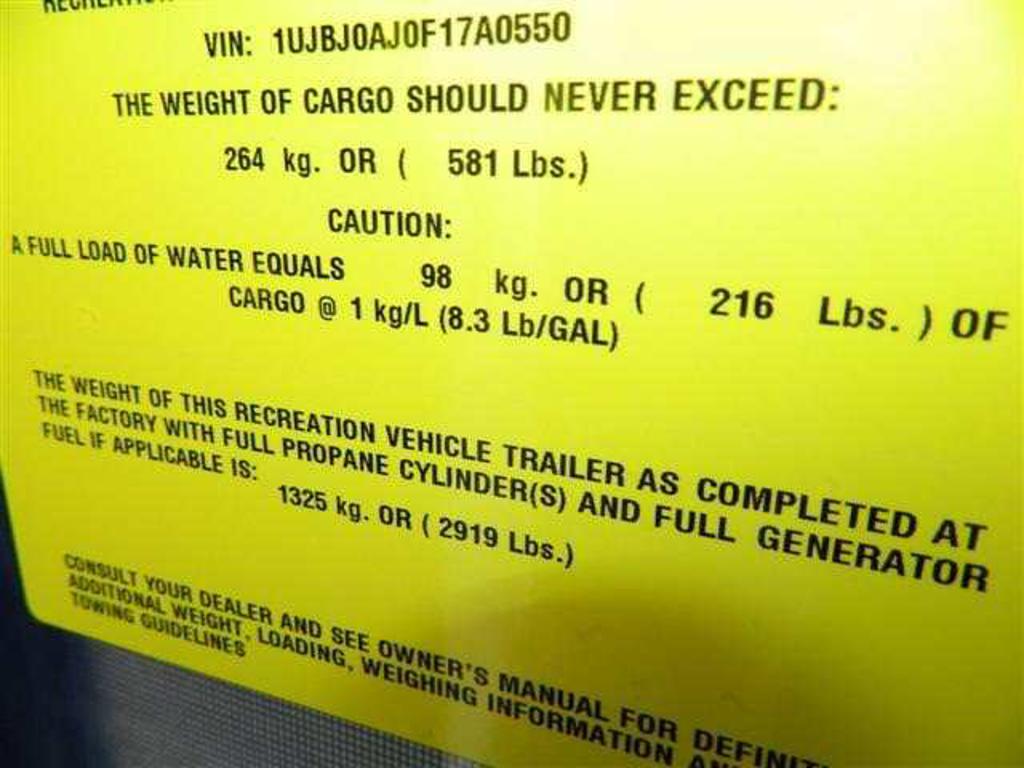 VIN: 1UJBJ0AJ0F17A0550
THE WEIGHT OF CARGO SHOULD NEVER EXCEED:
264 kg. OR ( 581 Lbs.)
CAUTION:
A FULL LOAD OF WATER EQUALS 98 kg. OR ( 216 Lbs. ) OF
CARGO @ 1 kg/L (8.3 Lb/GAL)
THE WEIGHT OF THIS RECREATION VEHICLE TRAILER AS COMPLETED AT
THE FACTORY WITH FULL PROPANE CYLINDER(S) AND FULL GENERATOR
FUEL IF APPLICABLE IS:
1325 kg. OR ( 2919 Lbs.)
CONSULT YOUR DEALER AND SEE OWNER'S MANUAL FOR DEFINIT
ADDITIONAL WEIGHT, LOADING, WEIGHING INFORMATION AN
TOWING GUIDELINES